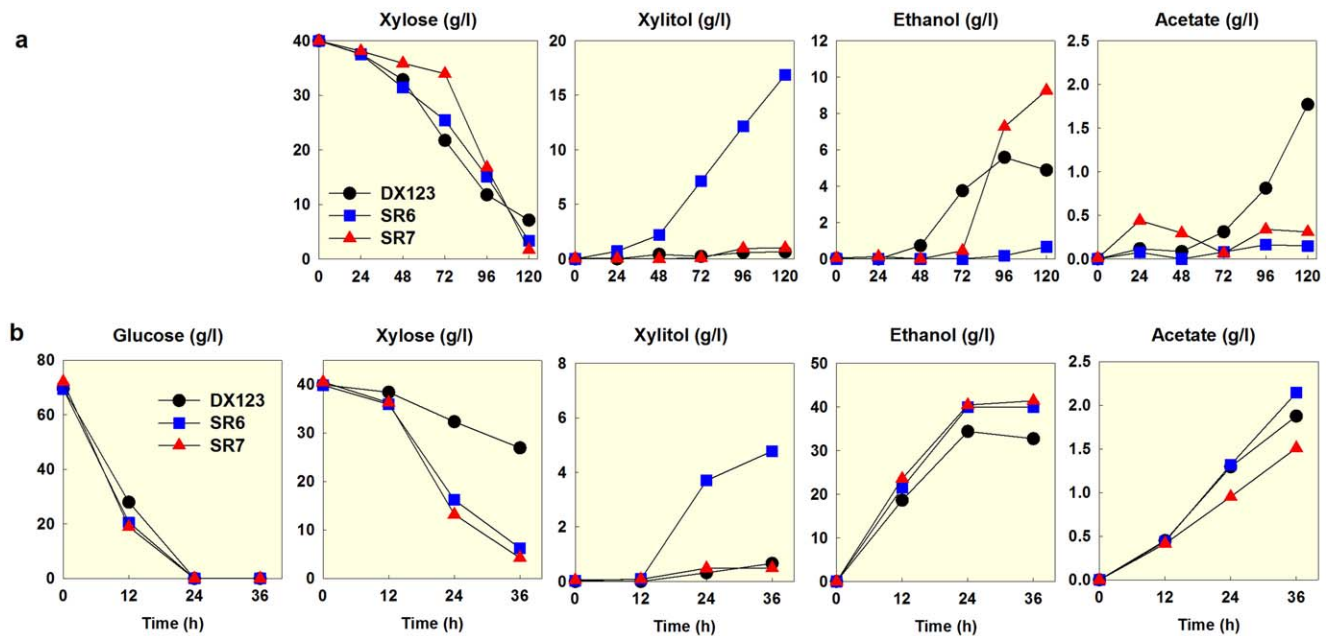 a
Xylose (g/l) Xylitol (g/l) Ethanol (g/l) Acetate (g/l)
40 20 12 2.5
10 2.0
30 15 8 1.5
20 10 6 1.0
10 5 4 0.5
0 0 2 0.0
0
DX123
SR6
SR7
0 24 48 72 96 120 0 24 48 72 96 120 0 24 48 72 96 120 0 24 48 72 96 120
b
Glucose (g/l) Xylose (g/l) Xylitol (g/l) Ethanol (g/l) Acetate (g/l)
80 40 8 50 2.5
60 30 6 40 2.0
40 20 4 30 1.5
20 10 2 20 1.0
0 0 0 10 0.5
0 0.0
DX123
SR6
SR7
0 12 24 36 0 12 24 36 0 12 24 36 0 12 24 36 0 12 24 36
Time (h) Time (h) Time (h) Time (h) Time (h)